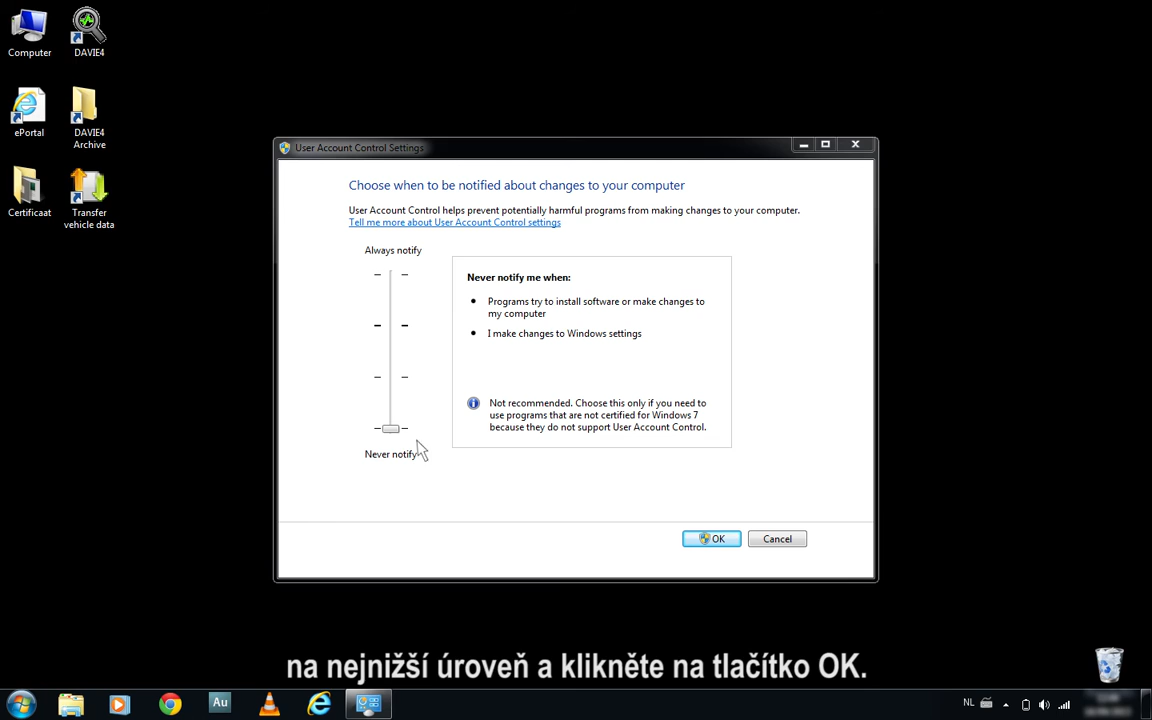 Computer
DAVIE4
ePortal
DAVIE4
Archive
Certificaat
Transfer
vehicle data
User Account Control Settings
Choose when to be notified about changes to your computer
User Account Control helps prevent potentially harmful programs from making changes to your computer.
Tell me more about User Account Control settings
Always notify
Never notify me when:
• Programs try to install software or make changes to
my computer
• I make changes to Windows settings
Not recommended. Choose this only if you need to
use programs that are not certified for Windows 7
because they do not support User Account Control.
Never notify
OK
Cancel
na nejnižší úroveň a klikněte na tlačítko OK.
Au
NL